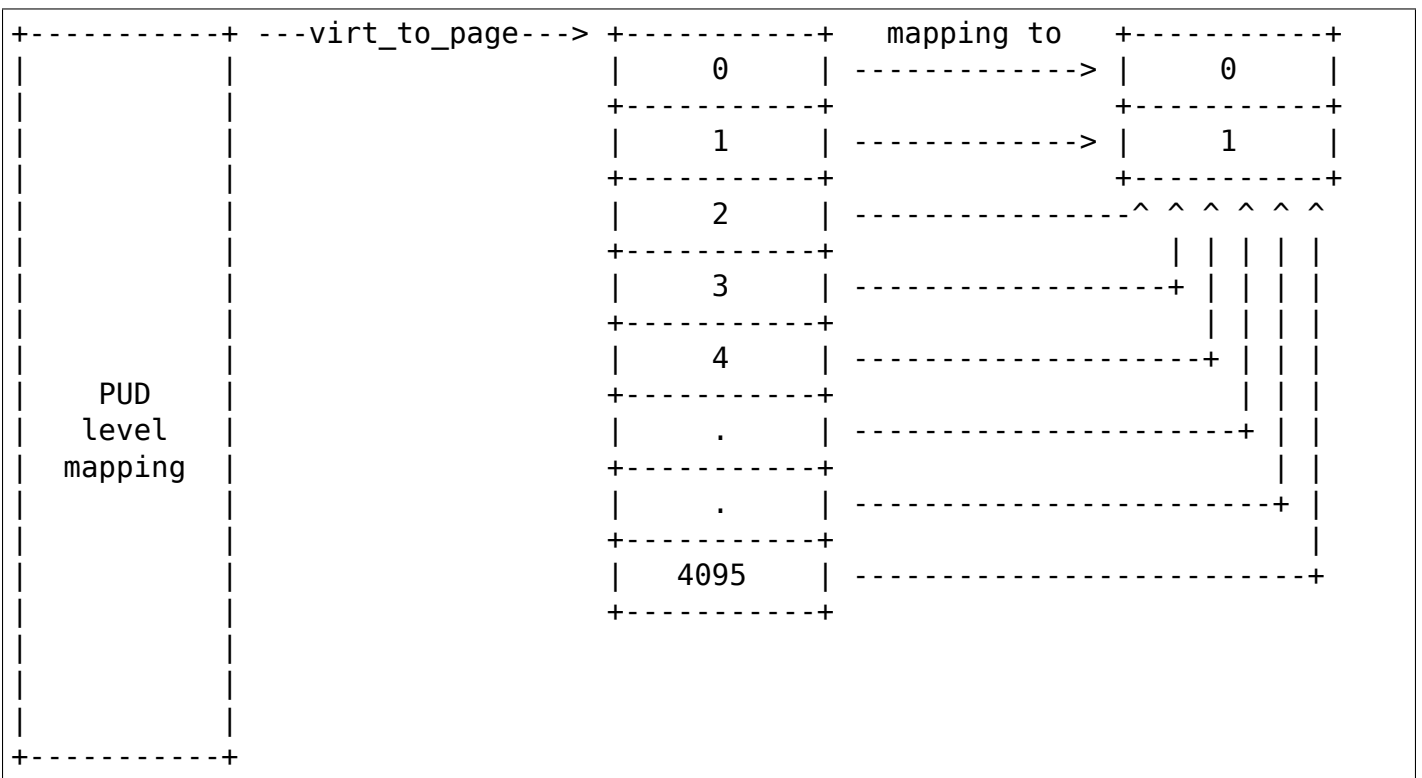 +-----------+ ---virt_to_page---> +-----------+   mapping to   +-----------+
|           |                     |     0     | -------------> |     0     |
|           |                     +-----------+                +-----------+
|           |                     |     1     | -------------> |     1     |
|           |                     +-----------+                +-----------+
|           |                     |     2     | ----------------^ ^ ^ ^ ^ ^
|           |                     +-----------+                   | | | | |
|           |                     |     3     | ------------------+ | | | |
|           |                     +-----------+                     | | | |
|           |                     |     4     | --------------------+ | | |
|    PUD    |                     +-----------+                       | | |
|   level   |                     |     .     | ----------------------+ | |
|  mapping  |                     +-----------+                         | |
|           |                     |     .     | ------------------------+ |
|           |                     +-----------+                           |
|           |                     |   4095    | --------------------------+
|           |                     +-----------+
|           |
|           |
|           |
+-----------+